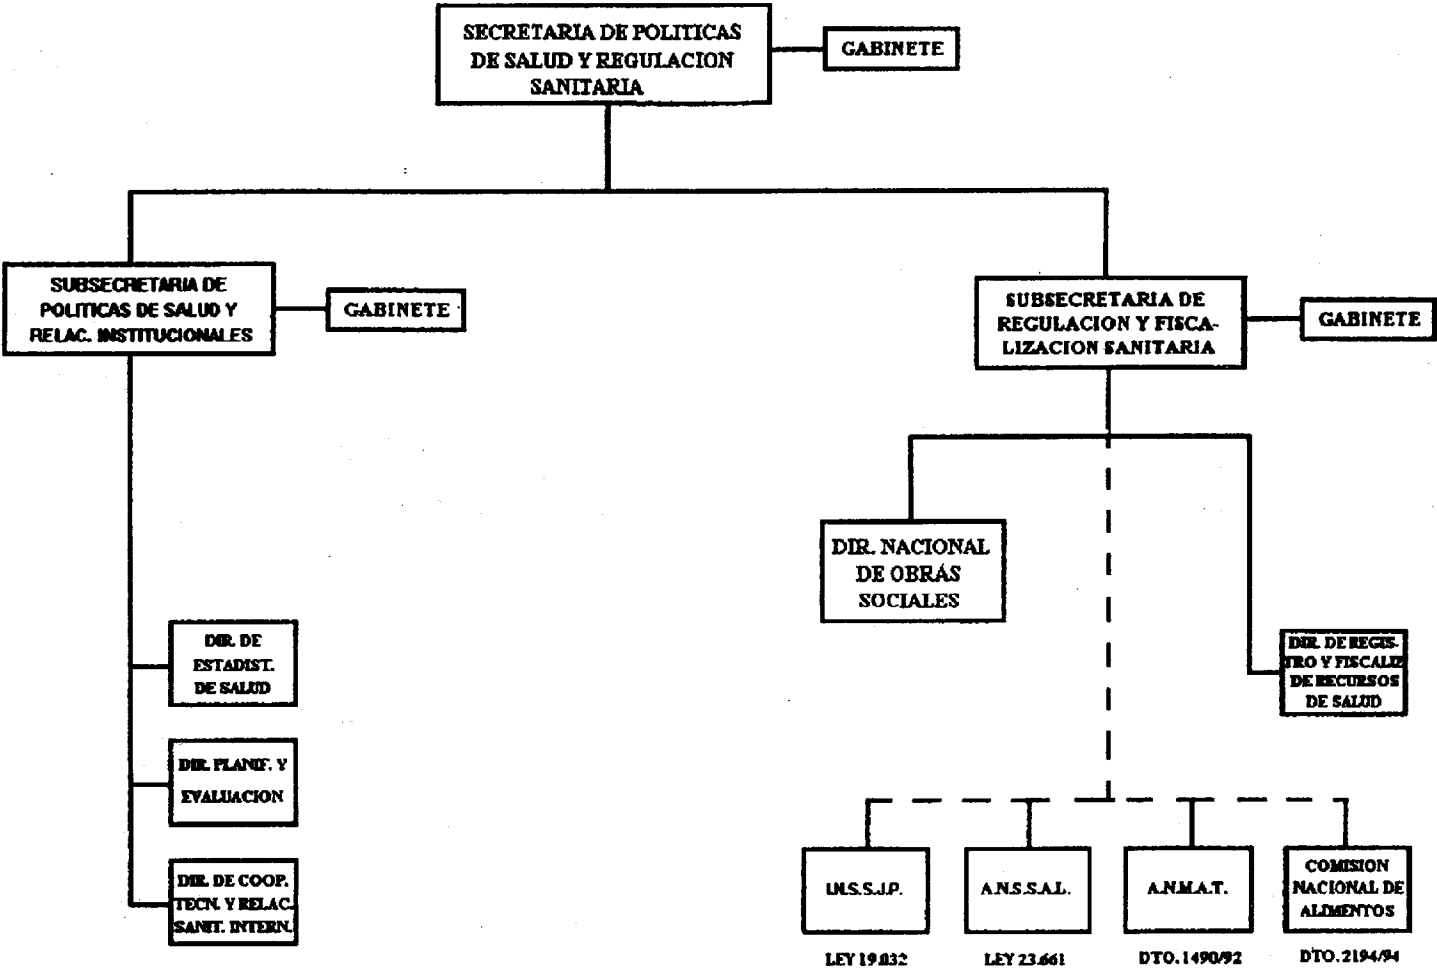 SECRETARIA DE POLITICAS
DE SALUD Y REGULACION
SANITARIA
GABINETE
SUBSECRETARIA DE
POLITICAS DE SALUD Y
RELAC. INSTITUCIONALES
GABINETE
SUBSECRETARIA DE
REGULACION Y FISCA-
LIZACION SANITARIA
GABINETE
DIR. NACIONAL
DE OBRÁS
SOCIALES
DIR. DE
ESTADIST.
DE SALUD
DIR. DE REGIS-
TRO Y FISCALIZ
DE RECURSOS
DE SALUD
DIR. PLANIF. Y
EVALUACION
DIR. DE COOP.
TECN. Y RELAC.
SANIT. INTERN.
I.N.S.S.J.P.
A.N.S.S.A.L.
A.N.M.A.T.
COMISION
NACIONAL DE
ALIMENTOS
LEY 19.032
LEY 23.661
DTO. 1490/92
DTO. 2194/94